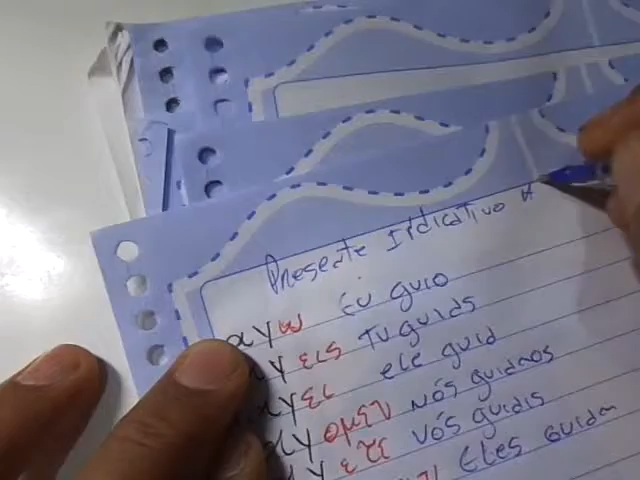 Presente Indicativo A
αγω Eu guio
αγεις Tu guias
αγει ele guia
αγομεν Nós guiamos
αγετε Vós guiais
Eles guiam